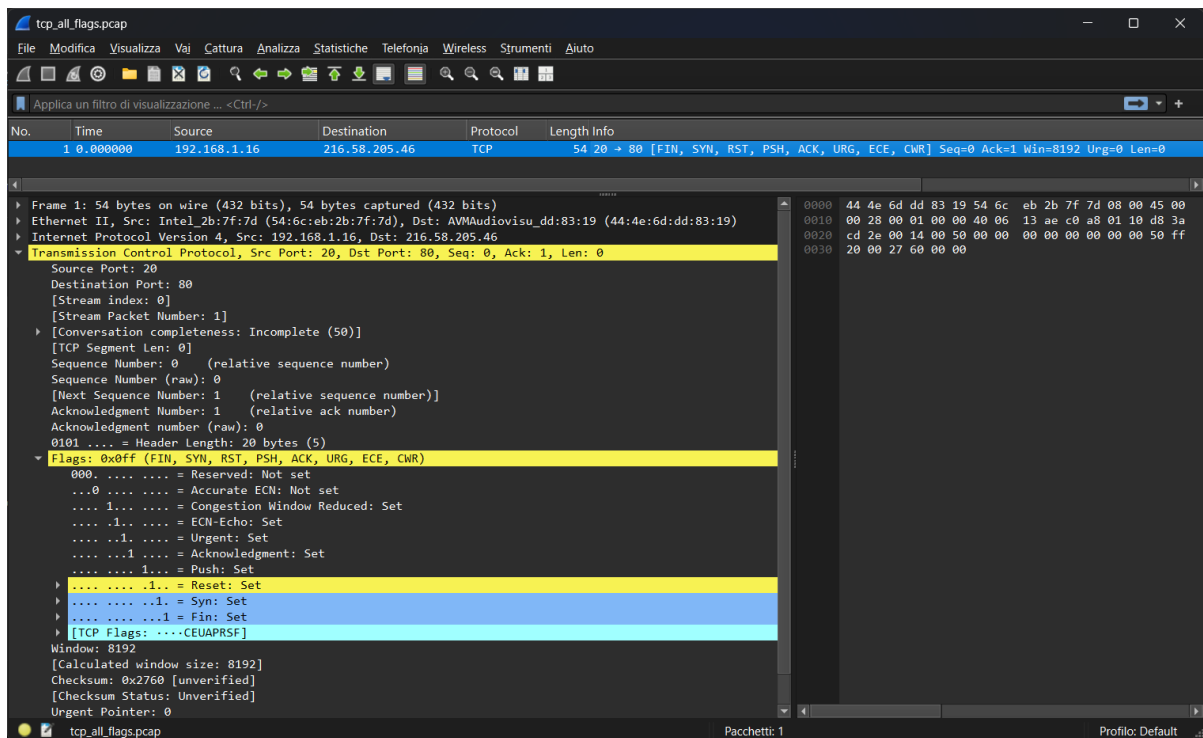 tcp_all_flags.pcap
File Modifica Visualizza Vai Cattura Analizza Statistiche Telefonia Wireless Strumenti Aiuto
Applica un filtro di visualizzazione ... <Ctrl-/>
No. Time Source Destination Protocol Length Info
1 0.000000 192.168.1.16 216.58.205.46 TCP 54 20 → 80 [FIN, SYN, RST, PSH, ACK, URG, ECE, CWR] Seq=0 Ack=1 Win=8192 Urg=0 Len=0
Frame 1: 54 bytes on wire (432 bits), 54 bytes captured (432 bits)
Ethernet II, Src: Intel_2b:7f:7d (54:6c:eb:2b:7f:7d), Dst: AVMAudiovisu_dd:83:19 (44:4e:6d:dd:83:19)
Internet Protocol Version 4, Src: 192.168.1.16, Dst: 216.58.205.46
Transmission Control Protocol, Src Port: 20, Dst Port: 80, Seq: 0, Ack: 1, Len: 0
Source Port: 20
Destination Port: 80
[Stream index: 0]
[Stream Packet Number: 1]
[Conversation completeness: Incomplete (50)]
[TCP Segment Len: 0]
Sequence Number: 0 (relative sequence number)
Sequence Number (raw): 0
[Next Sequence Number: 1 (relative sequence number)]
Acknowledgment Number: 1 (relative ack number)
Acknowledgment number (raw): 0
0101 .... = Header Length: 20 bytes (5)
Flags: 0x0ff (FIN, SYN, RST, PSH, ACK, URG, ECE, CWR)
000. .... .... = Reserved: Not set
...0 .... .... = Accurate ECN: Not set
.... 1... .... = Congestion Window Reduced: Set
.... .1.. .... = ECN-Echo: Set
.... ..1. .... = Urgent: Set
.... ...1 .... = Acknowledgment: Set
.... .... 1... = Push: Set
.... .... .1.. = Reset: Set
.... .... ..1. = Syn: Set
.... .... ...1 = Fin: Set
[TCP Flags: ····CEUAPRSF]
Window: 8192
[Calculated window size: 8192]
Checksum: 0x2760 [unverified]
[Checksum Status: Unverified]
Urgent Pointer: 0
0000 44 4e 6d dd 83 19 54 6c eb 2b 7f 7d 08 00 45 00
0010 00 28 00 01 00 00 40 06 13 ae c0 a8 01 10 d8 3a
0020 cd 2e 00 14 00 50 00 00 00 00 00 00 00 00 50 ff
0030 20 00 27 60 00 00
tcp_all_flags.pcap Pacchetti: 1 Profilo: Default